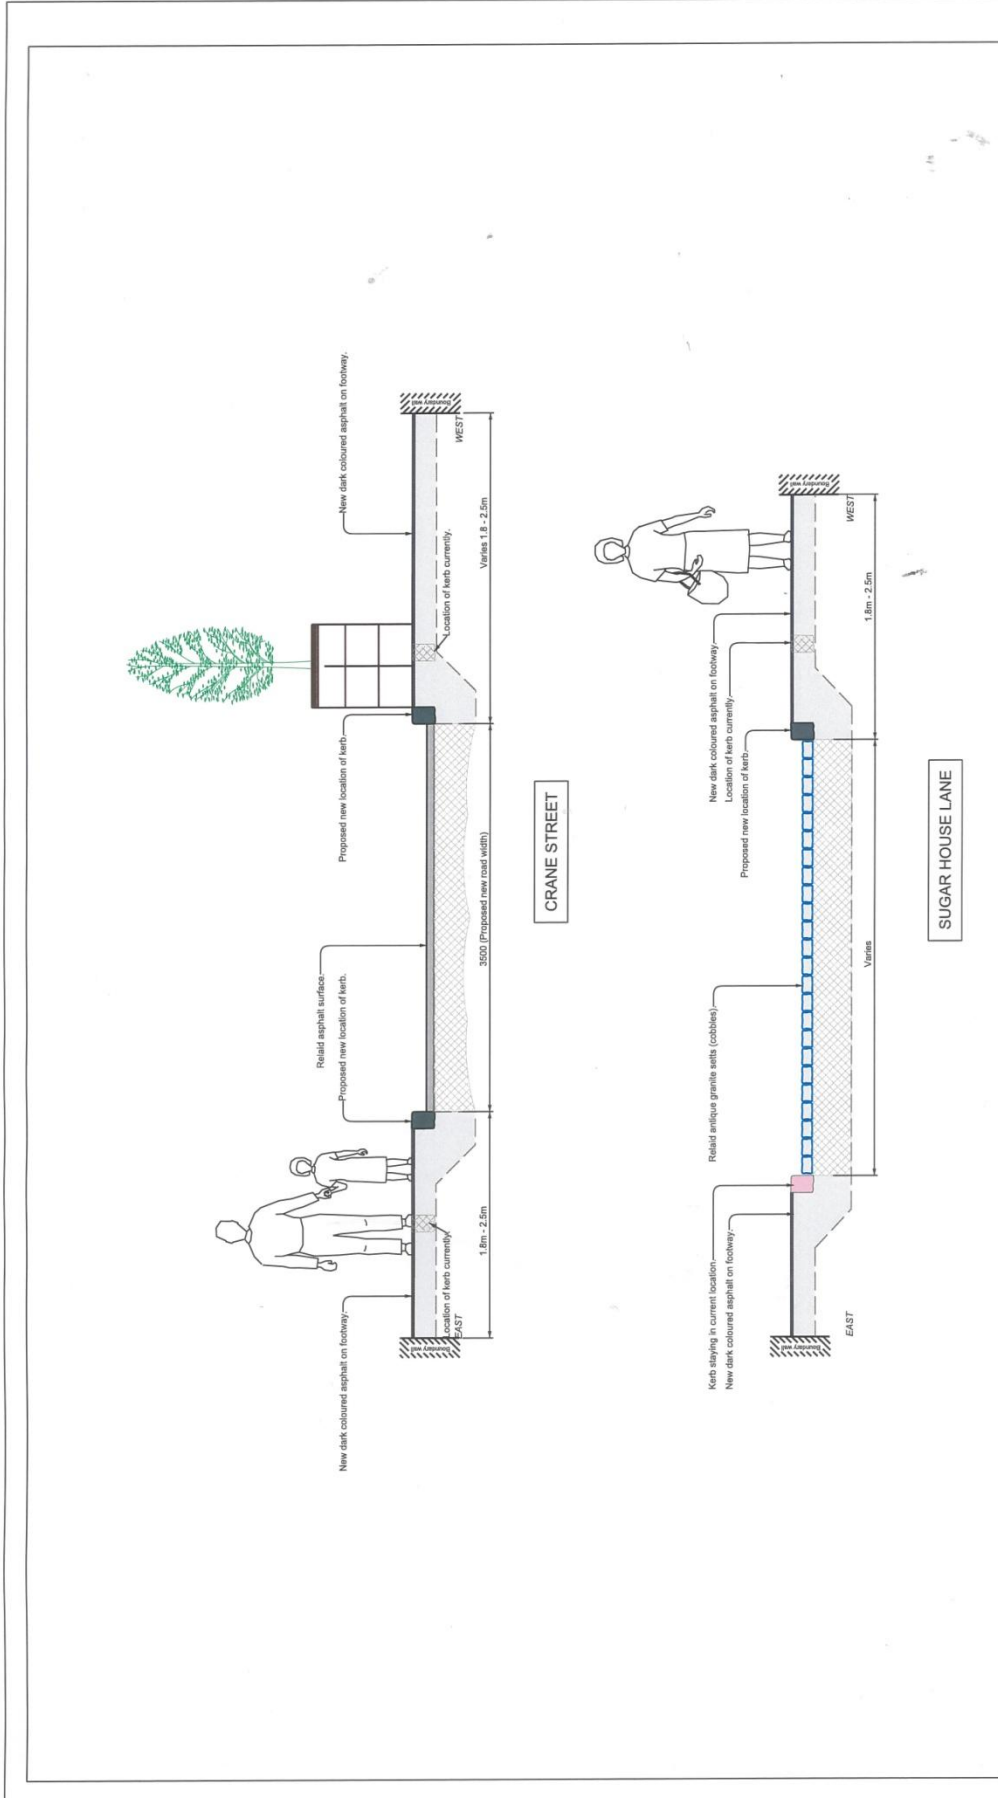 New dark coloured asphalt on footway.
Relaid asphalt surface.
Proposed new location of kerb.
Proposed new location of kerb.
New dark coloured asphalt on footway.
Boundary wall
Location of kerb currently.
EAST
Location of kerb currently.
WEST
Boundary wall
1.8m - 2.5m
3500 (Proposed new road width)
Varies 1.8 - 2.5m
CRANE STREET
Kerb staying in current location.
New dark coloured asphalt on footway.
Relaid antique granite setts (cobbles).
New dark coloured asphalt on footway.
Location of kerb currently.
Proposed new location of kerb.
Boundary wall
Boundary wall
EAST
WEST
Varies
1.8m - 2.5m
SUGAR HOUSE LANE